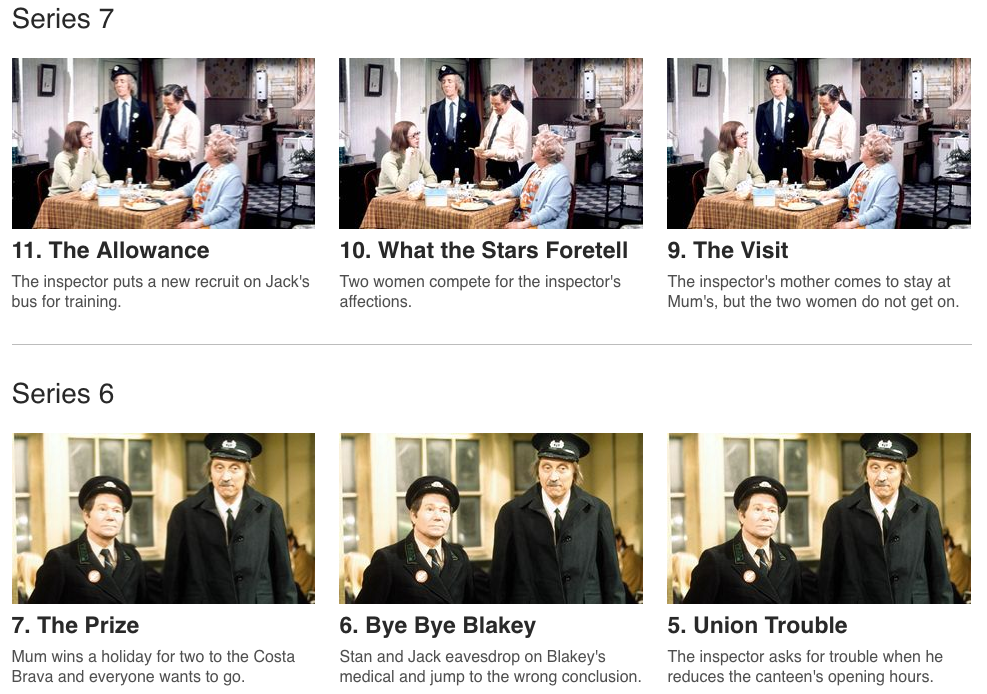 Series 7
11. The Allowance
The inspector puts a new recruit on Jack's
bus for training.
10. What the Stars Foretell
Two women compete for the inspector's
affections.
9. The Visit
The inspector's mother comes to stay at
Mum's, but the two women do not get on.
Series 6
7. The Prize
Mum wins a holiday for two to the Costa
Brava and everyone wants to go.
6. Bye Bye Blakey
Stan and Jack eavesdrop on Blakey's
medical and jump to the wrong conclusion.
5. Union Trouble
The inspector asks for trouble when he
reduces the canteen's opening hours.